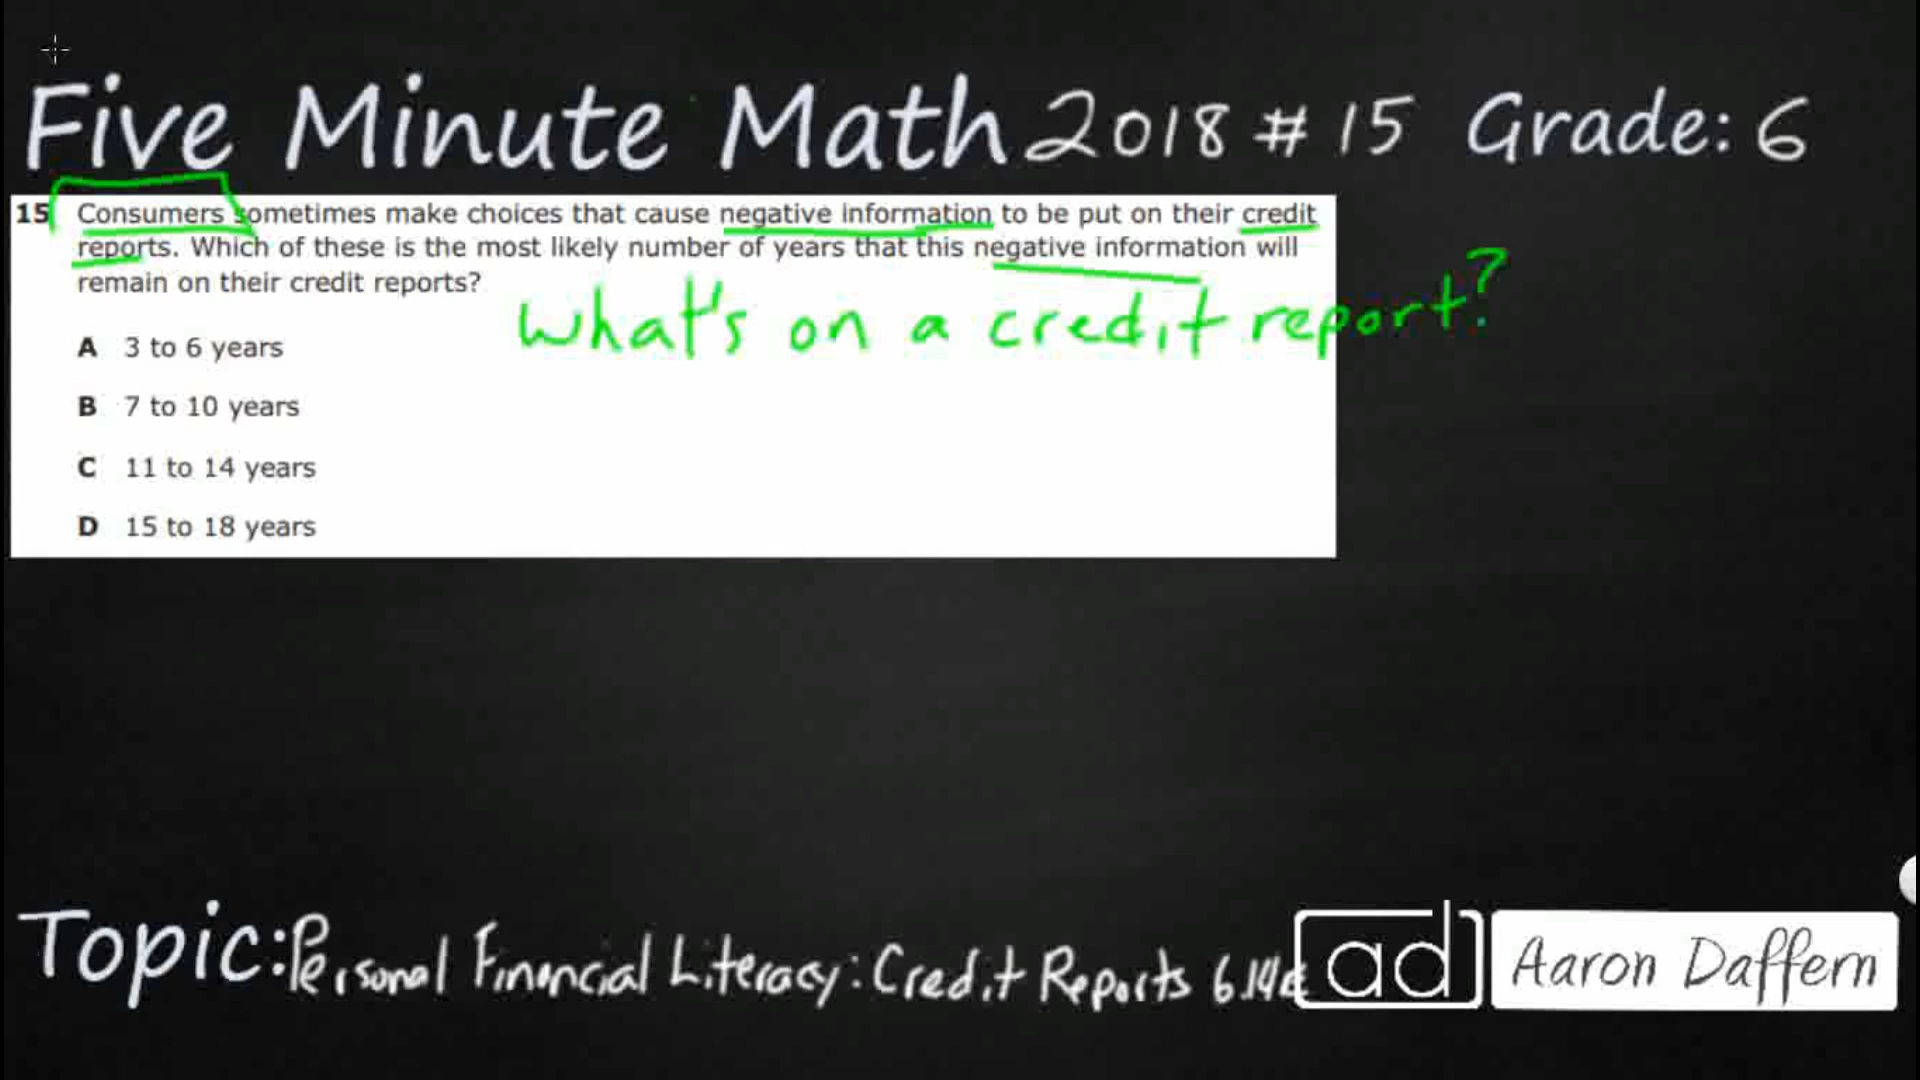 Five Minute Math 2018 # 15 Grade: 6
15 Consumers sometimes make choices that cause negative information to be put on their credit
reports. Which of these is the most likely number of years that this negative information will
remain on their credit reports?
What's on a credit report?
A 3 to 6 years
B 7 to 10 years
C 11 to 14 years
D 15 to 18 years
Topic: Personal Financial Literacy: Credit Reports
ad Aaron Daffern